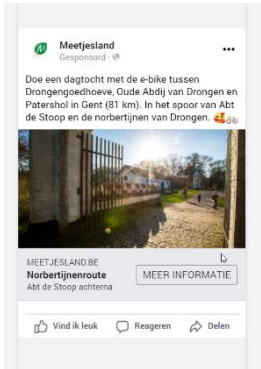 Meetjesland
Gesponsord ·
Doe een dagtocht met de e-bike tussen
Drongengoedhoeve, Oude Abdij van Drongen en
Patershol in Gent (81 km). In het spoor van Abt
de Stoop en de norbertijnen van Drongen. 🥰🚲
MEETJESLAND.BE
Norbertijnenroute
Abt de Stoop achterna
MEER INFORMATIE
Vind ik leuk Reageren Delen